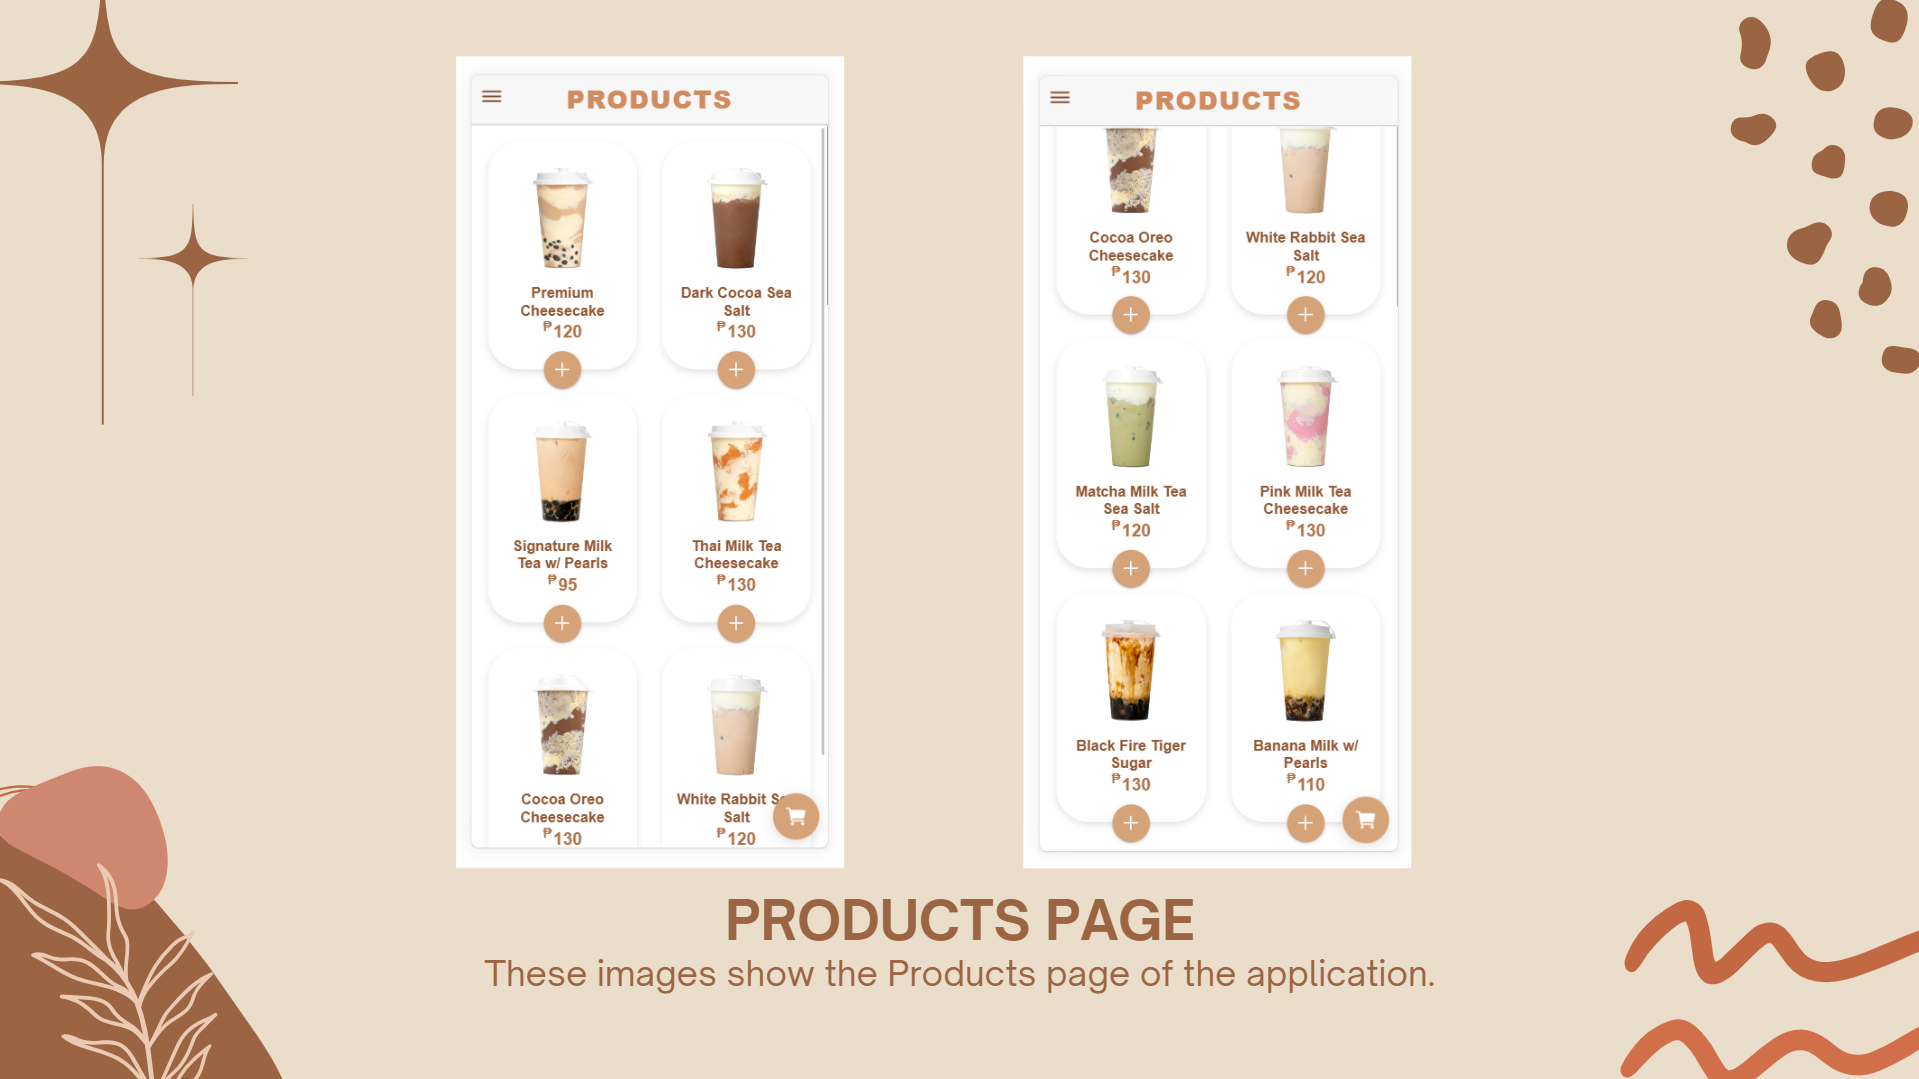 PRODUCTS
Premium
Cheesecake
₱120
Dark Cocoa Sea
Salt
₱130
Signature Milk
Tea w/ Pearls
₱95
Thai Milk Tea
Cheesecake
₱130
Cocoa Oreo
Cheesecake
₱130
White Rabbit S
Salt
₱120
PRODUCTS
Cocoa Oreo
Cheesecake
₱130
White Rabbit Sea
Salt
₱120
Matcha Milk Tea
Sea Salt
₱120
Pink Milk Tea
Cheesecake
₱130
Black Fire Tiger
Sugar
₱130
Banana Milk w/
Pearls
₱110
PRODUCTS PAGE
These images show the Products page of the application.